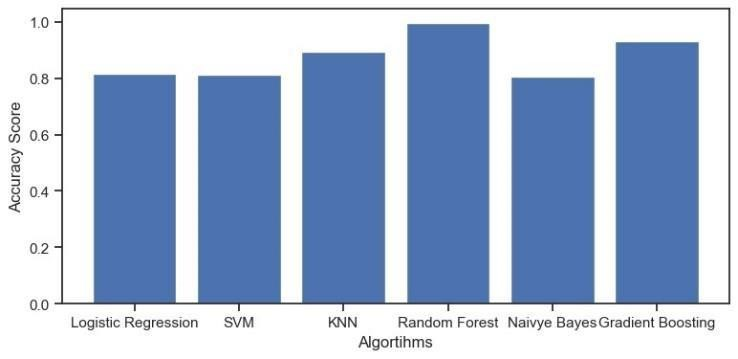 1.0
0.8
0.6
0.4
0.2
0.0
Accuracy Score
Logistic Regression SVM KNN Random Forest Naivye Bayes Gradient Boosting
Algortihms